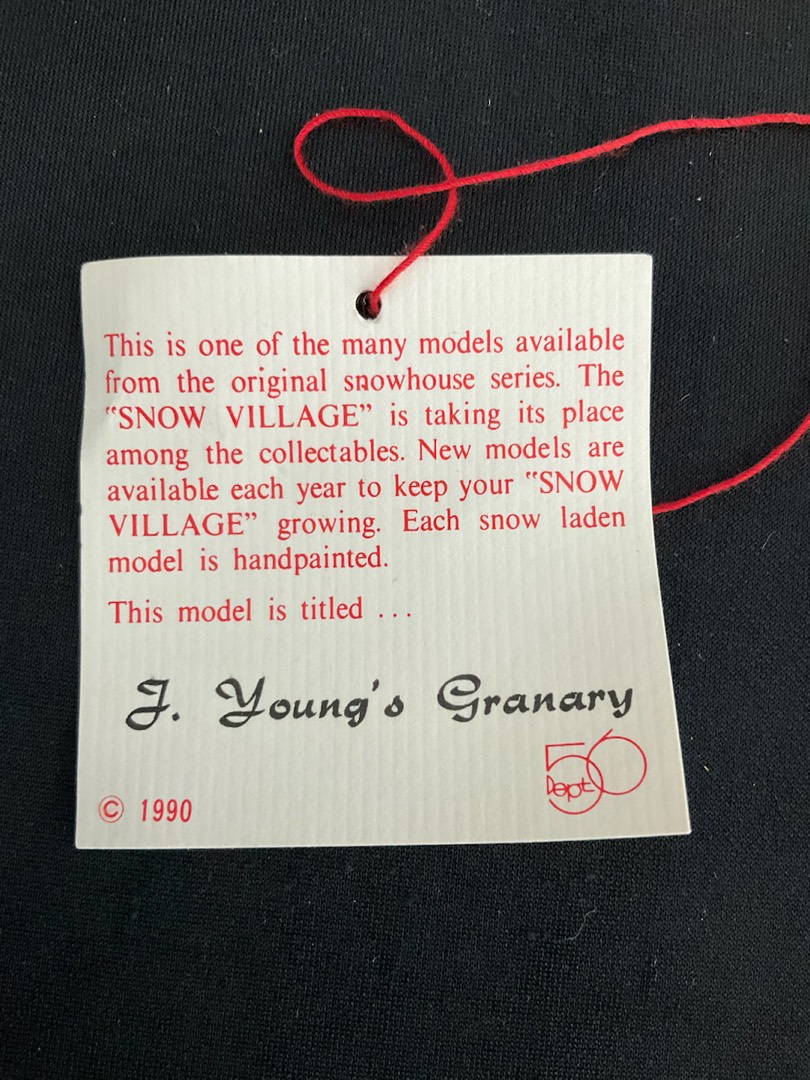 This is one of the many models available
from the original snowhouse series. The
"SNOW VILLAGE" is taking its place
among the collectables. New models are
available each year to keep your "SNOW
VILLAGE" growing. Each snow laden
model is handpainted.
This model is titled ...
J. Young's Granary
Dept 56
© 1990